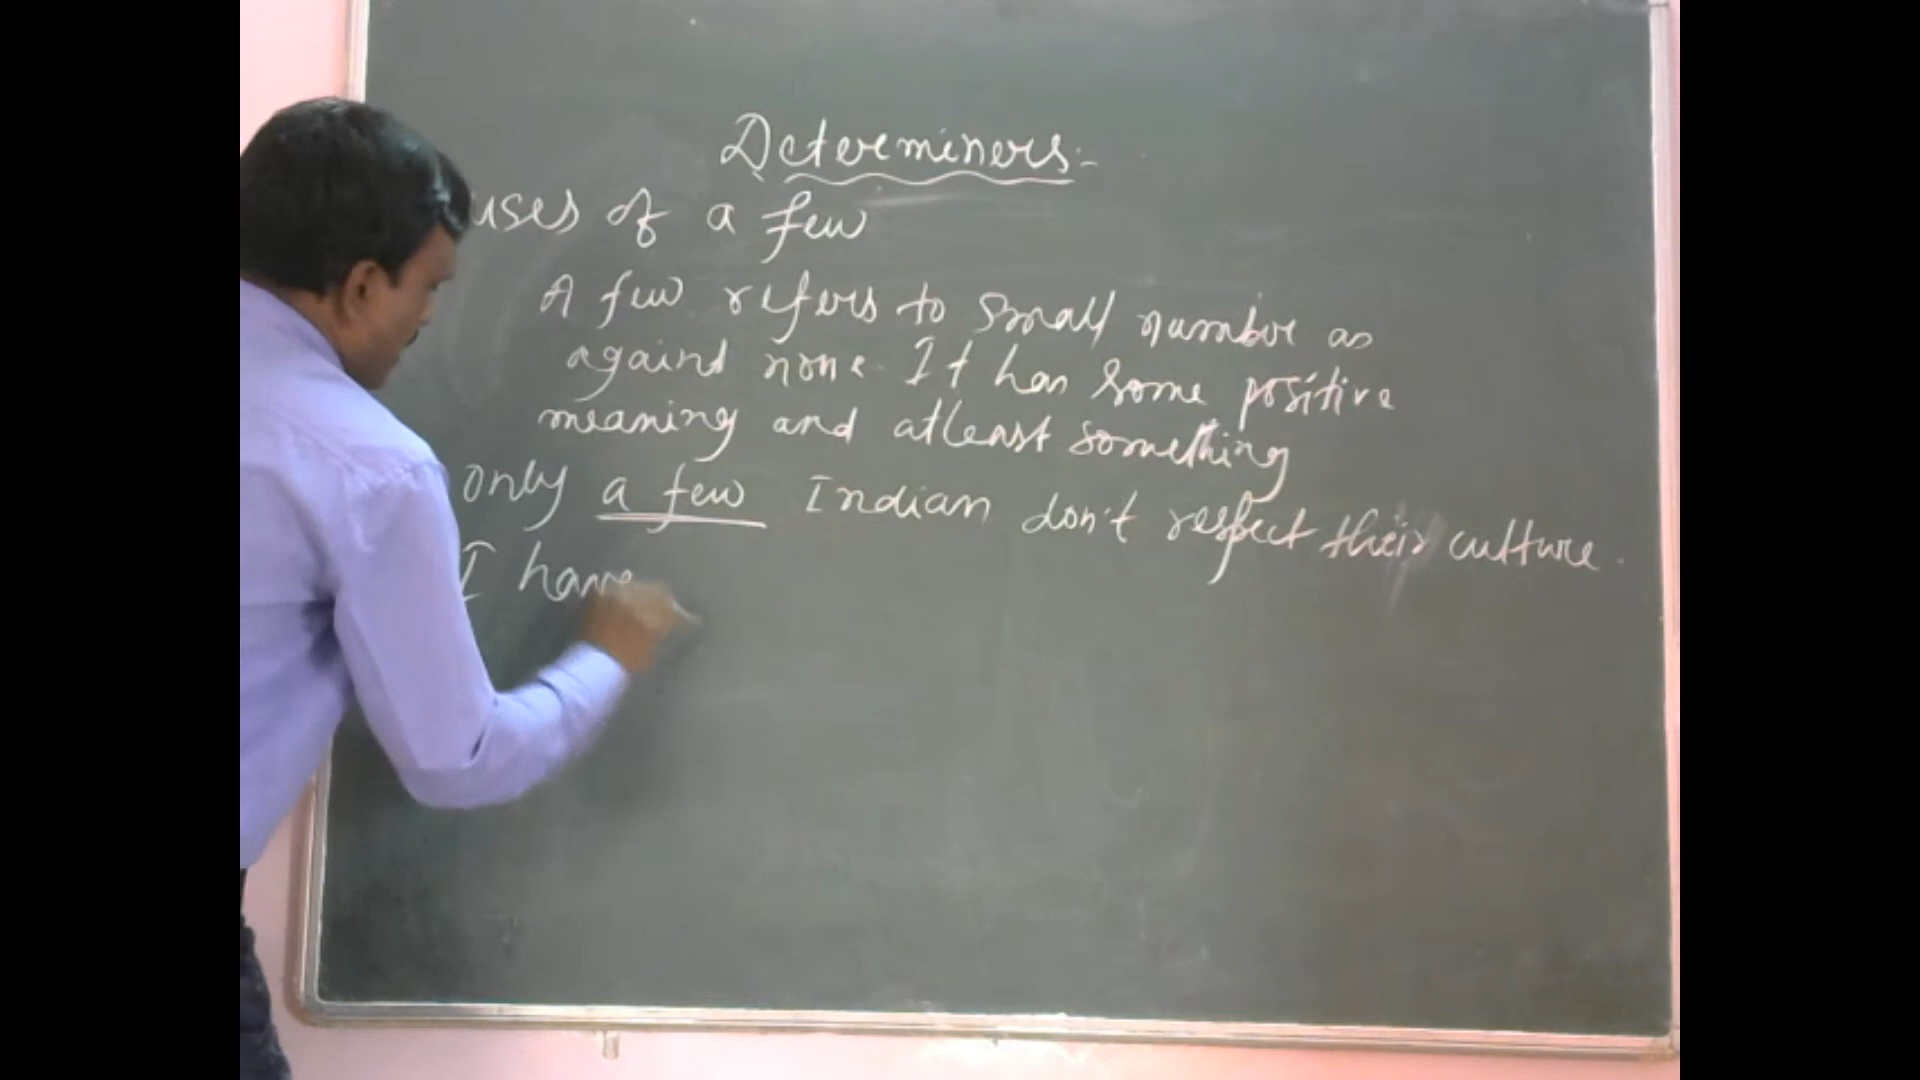 Determiners:-
uses of a few
A few refers to small number as
against none. It has some positive
meaning and atleast something
only a few Indian don't respect their culture.
I have